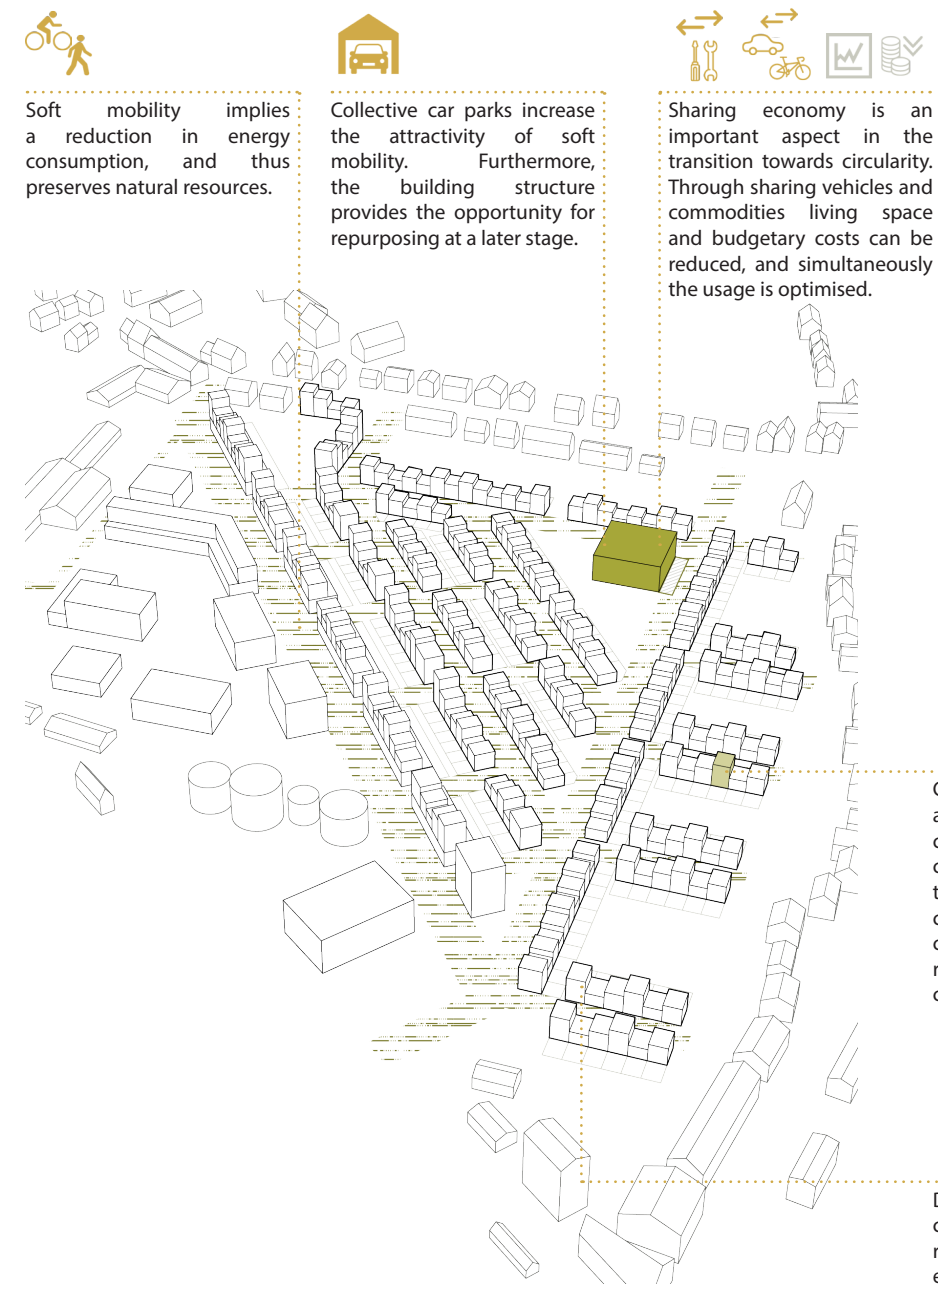 Soft mobility implies
a reduction in energy
consumption, and thus
preserves natural resources.
Collective car parks increase
the attractivity of soft
mobility. Furthermore,
the building structure
provides the opportunity for
repurposing at a later stage.
Sharing economy is an
important aspect in the
transition towards circularity.
Through sharing vehicles and
commodities living space
and budgetary costs can be
reduced, and simultaneously
the usage is optimised.